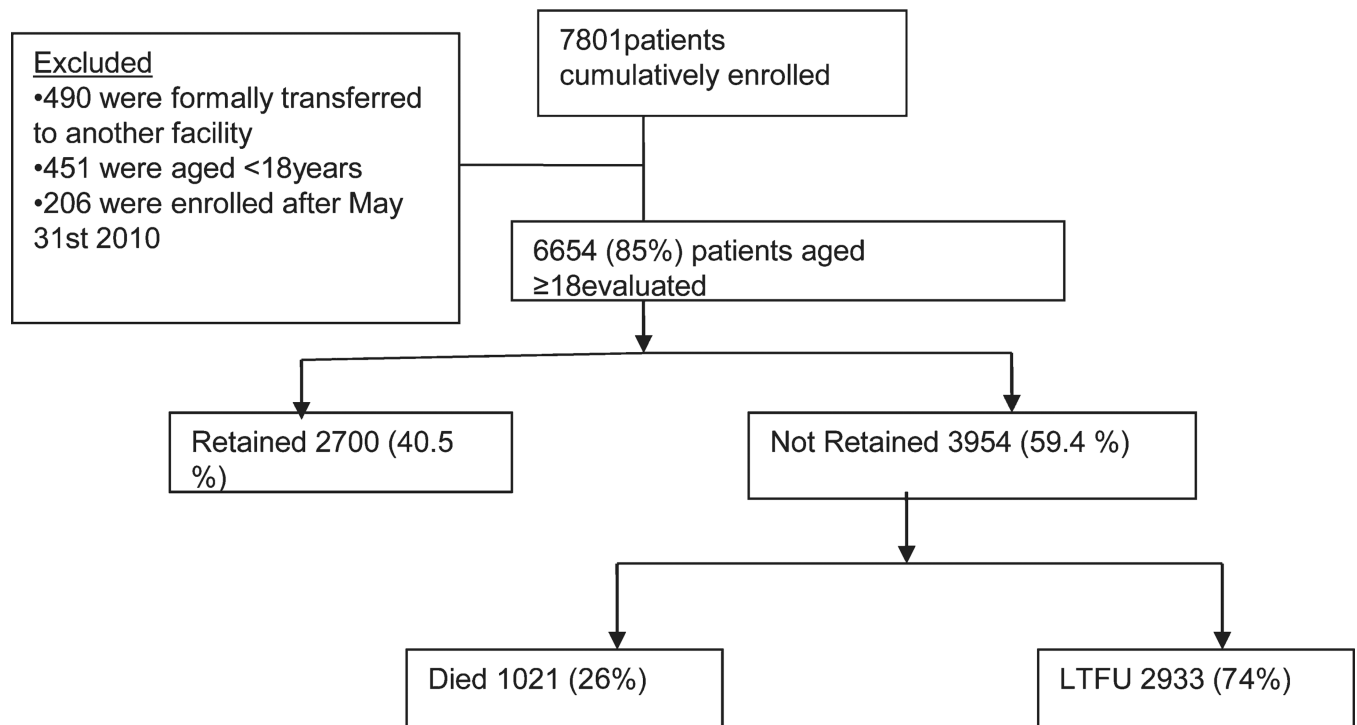 7801patients
cumulatively enrolled
Excluded
•490 were formally transferred
to another facility
•451 were aged <18years
•206 were enrolled after May
31st 2010
6654 (85%) patients aged
≥18evaluated
Retained 2700 (40.5
%)
Not Retained 3954 (59.4 %)
Died 1021 (26%)
LTFU 2933 (74%)